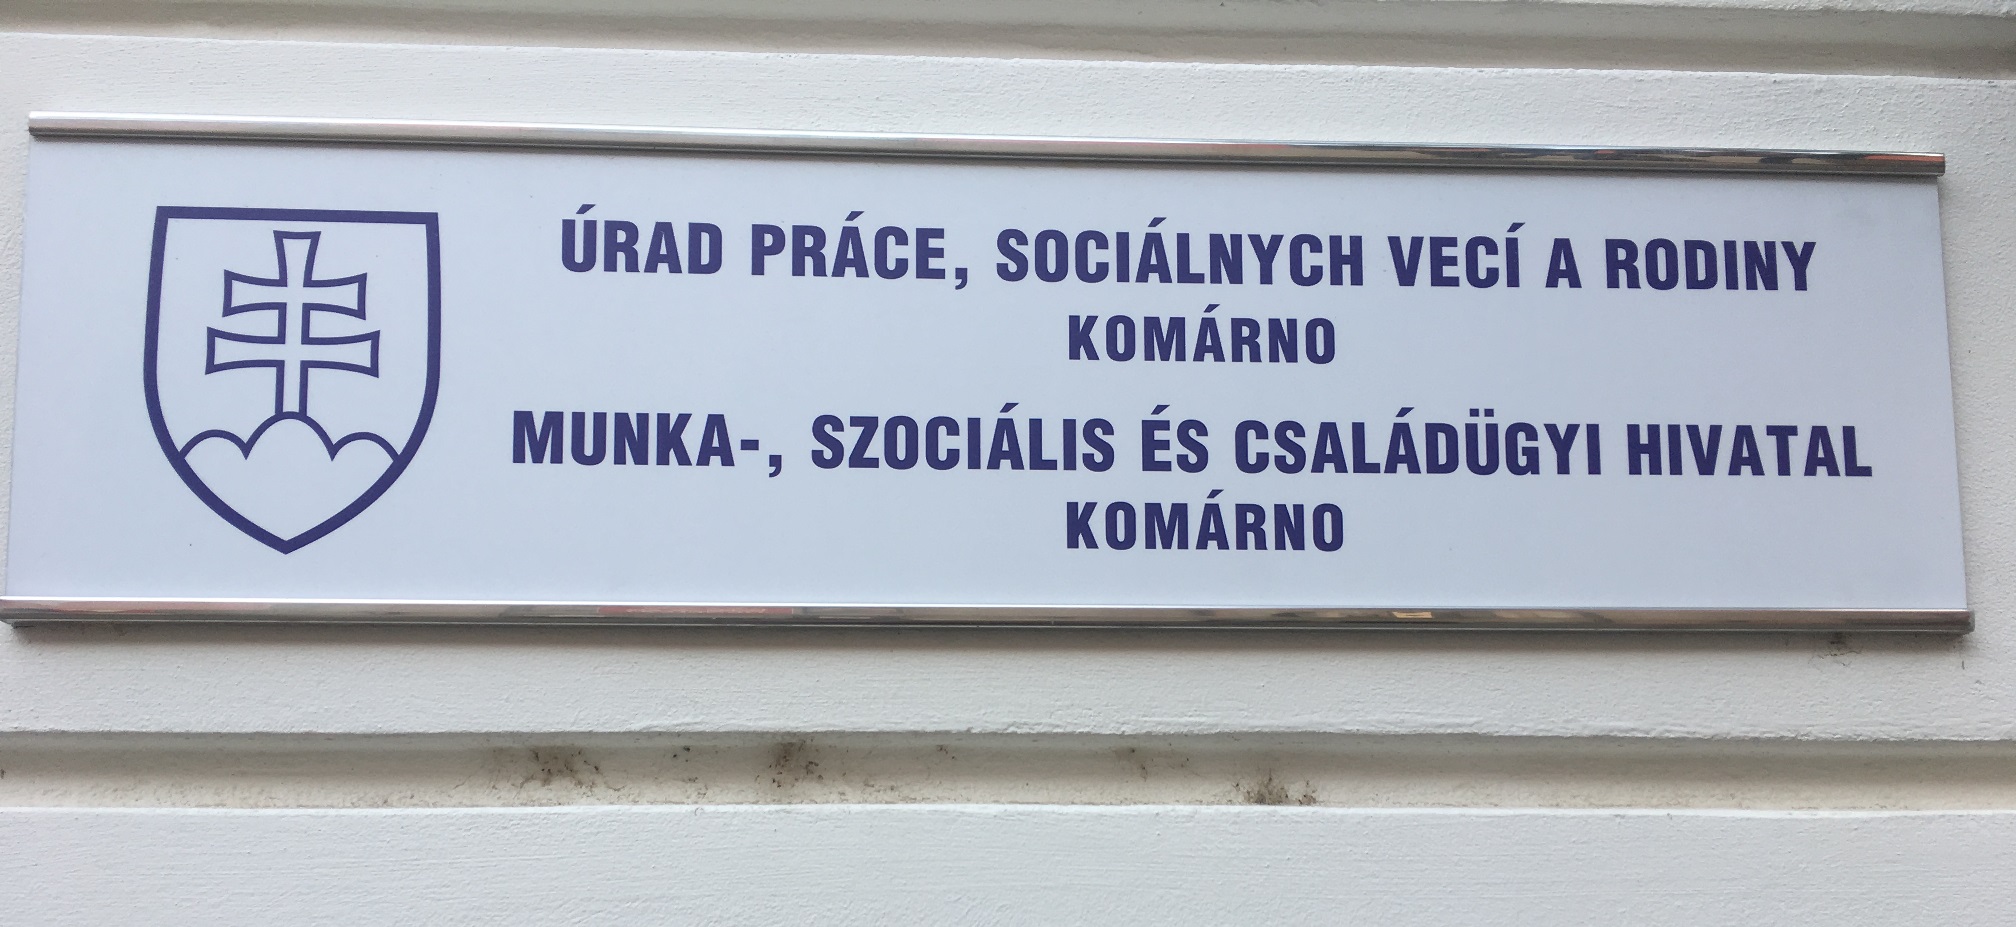 ÚRAD PRÁCE, SOCIÁLNYCH VECÍ A RODINY
KOMÁRNO
MUNKA-, SZOCIÁLIS ÉS CSALÁDÜGYI HIVATAL
KOMÁRNO